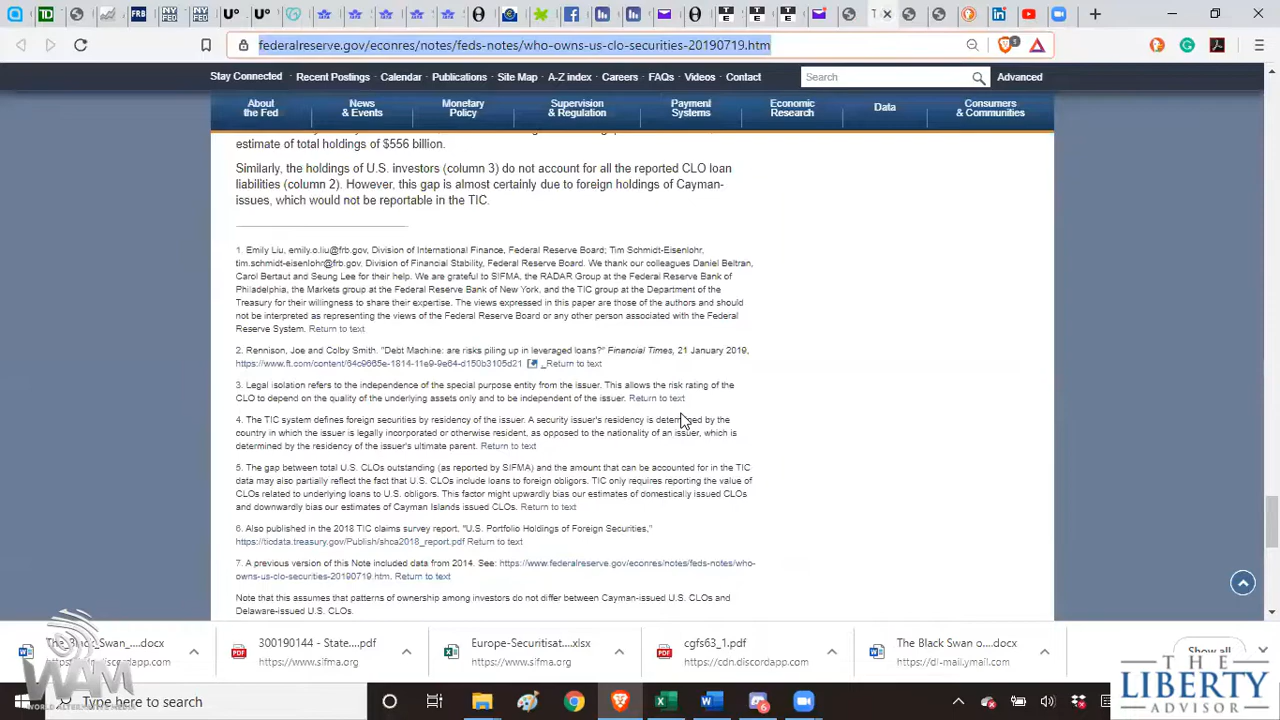 federalreserve.gov/econres/notes/feds-notes/who-owns-us-clo-securities-20190719.htm
Stay Connected Recent Postings Calendar Publications Site Map A-Z index Careers FAQs Videos Contact Search Advanced
About the Fed
News & Events
Monetary Policy
Supervision & Regulation
Payment Systems
Economic Research
Data
Consumers & Communities
estimate of total holdings of $556 billion.
Similarly, the holdings of U.S. investors (column 3) do not account for all the reported CLO loan
liabilities (column 2). However, this gap is almost certainly due to foreign holdings of Cayman-
issues, which would not be reportable in the TIC.
1. Emily Liu, emily.o.liu@frb.gov, Division of International Finance, Federal Reserve Board; Tim Schmidt-Eisenlohr,
tim.schmidt-eisenlohr@frb.gov, Division of Financial Stability, Federal Reserve Board. We thank our colleagues Daniel Beltran,
Carol Bertaut and Seung Lee for their help. We are grateful to SIFMA, the RADAR Group at the Federal Reserve Bank of
Philadelphia, the Markets group at the Federal Reserve Bank of New York, and the TIC group at the Department of the
Treasury for their willingness to share their expertise. The views expressed in this paper are those of the authors and should
not be interpreted as representing the views of the Federal Reserve Board or any other person associated with the Federal
Reserve System. Return to text
2. Rennison, Joe and Colby Smith. "Debt Machine: are risks piling up in leveraged loans?" Financial Times, 21 January 2019,
https://www.ft.com/content/64c9665e-1814-11e9-9e64-d150b3105d21 Return to text
3. Legal isolation refers to the independence of the special purpose entity from the issuer. This allows the risk rating of the
CLO to depend on the quality of the underlying assets only and to be independent of the issuer. Return to text
4. The TIC system defines foreign securities by residency of the issuer. A security issuer's residency is determined by the
country in which the issuer is legally incorporated or otherwise resident, as opposed to the nationality of an issuer, which is
determined by the residency of the issuer's ultimate parent. Return to text
5. The gap between total U.S. CLOs outstanding (as reported by SIFMA) and the amount that can be accounted for in the TIC
data may also partially reflect the fact that U.S. CLOs include loans to foreign obligors. TIC only requires reporting the value of
CLOs related to underlying loans to U.S. obligors. This factor might upwardly bias our estimates of domestically issued CLOs
and downwardly bias our estimates of Cayman Islands issued CLOs. Return to text
6. Also published in the 2018 TIC claims survey report, "U.S. Portfolio Holdings of Foreign Securities,"
https://ticdata.treasury.gov/Publish/shca2018_report.pdf Return to text
7. A previous version of this Note included data from 2014. See: https://www.federalreserve.gov/econres/notes/feds-notes/who-
owns-us-clo-securities-20190719.htm. Return to text
Note that this assumes that patterns of ownership among investors do not differ between Cayman-issued U.S. CLOs and
Delaware-issued U.S. CLOs.
The Black Swan_....docx
300190144 - State....pdf
https://www.sifma.org
Europe-Securitisat....xlsx
https://www.sifma.org
cgfs63_1.pdf
https://cdn.discordapp.com
The Black Swan o....docx
https://dl-mail.ymail.com
Show all
WAM
WORLD ALTERNATIVE MEDIA
Type here to search
THE
LIBERTY
ADVISOR